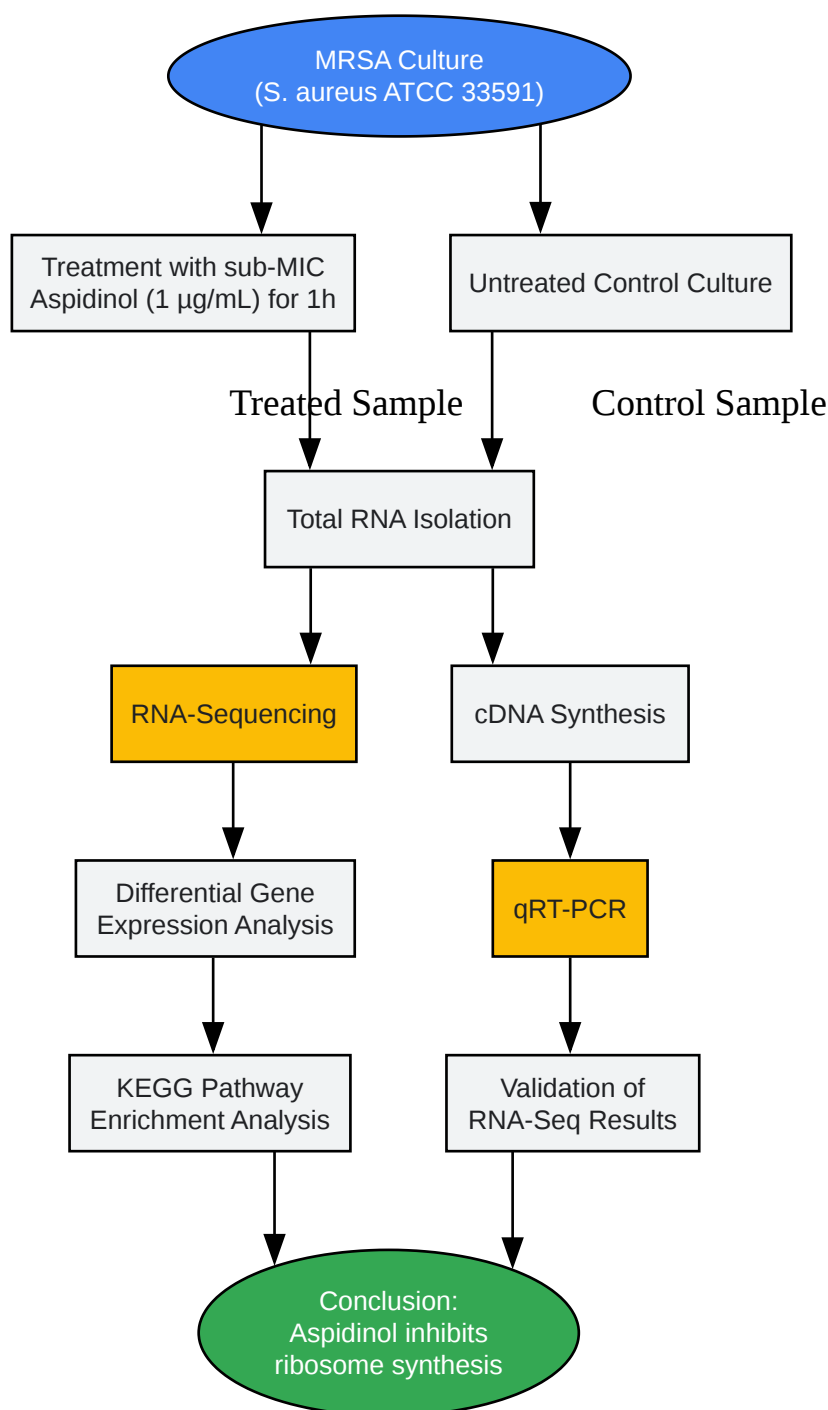 MRSA Culture
(S. aureus ATCC 33591)
Treatment with sub-MIC
Aspidinol (1 µg/mL) for 1h
Untreated Control Culture
Treated Sample
Control Sample
Total RNA Isolation
RNA-Sequencing
cDNA Synthesis
Differential Gene
Expression Analysis
qRT-PCR
KEGG Pathway
Enrichment Analysis
Validation of
RNA-Seq Results
Conclusion:
Aspidinol inhibits
ribosome synthesis